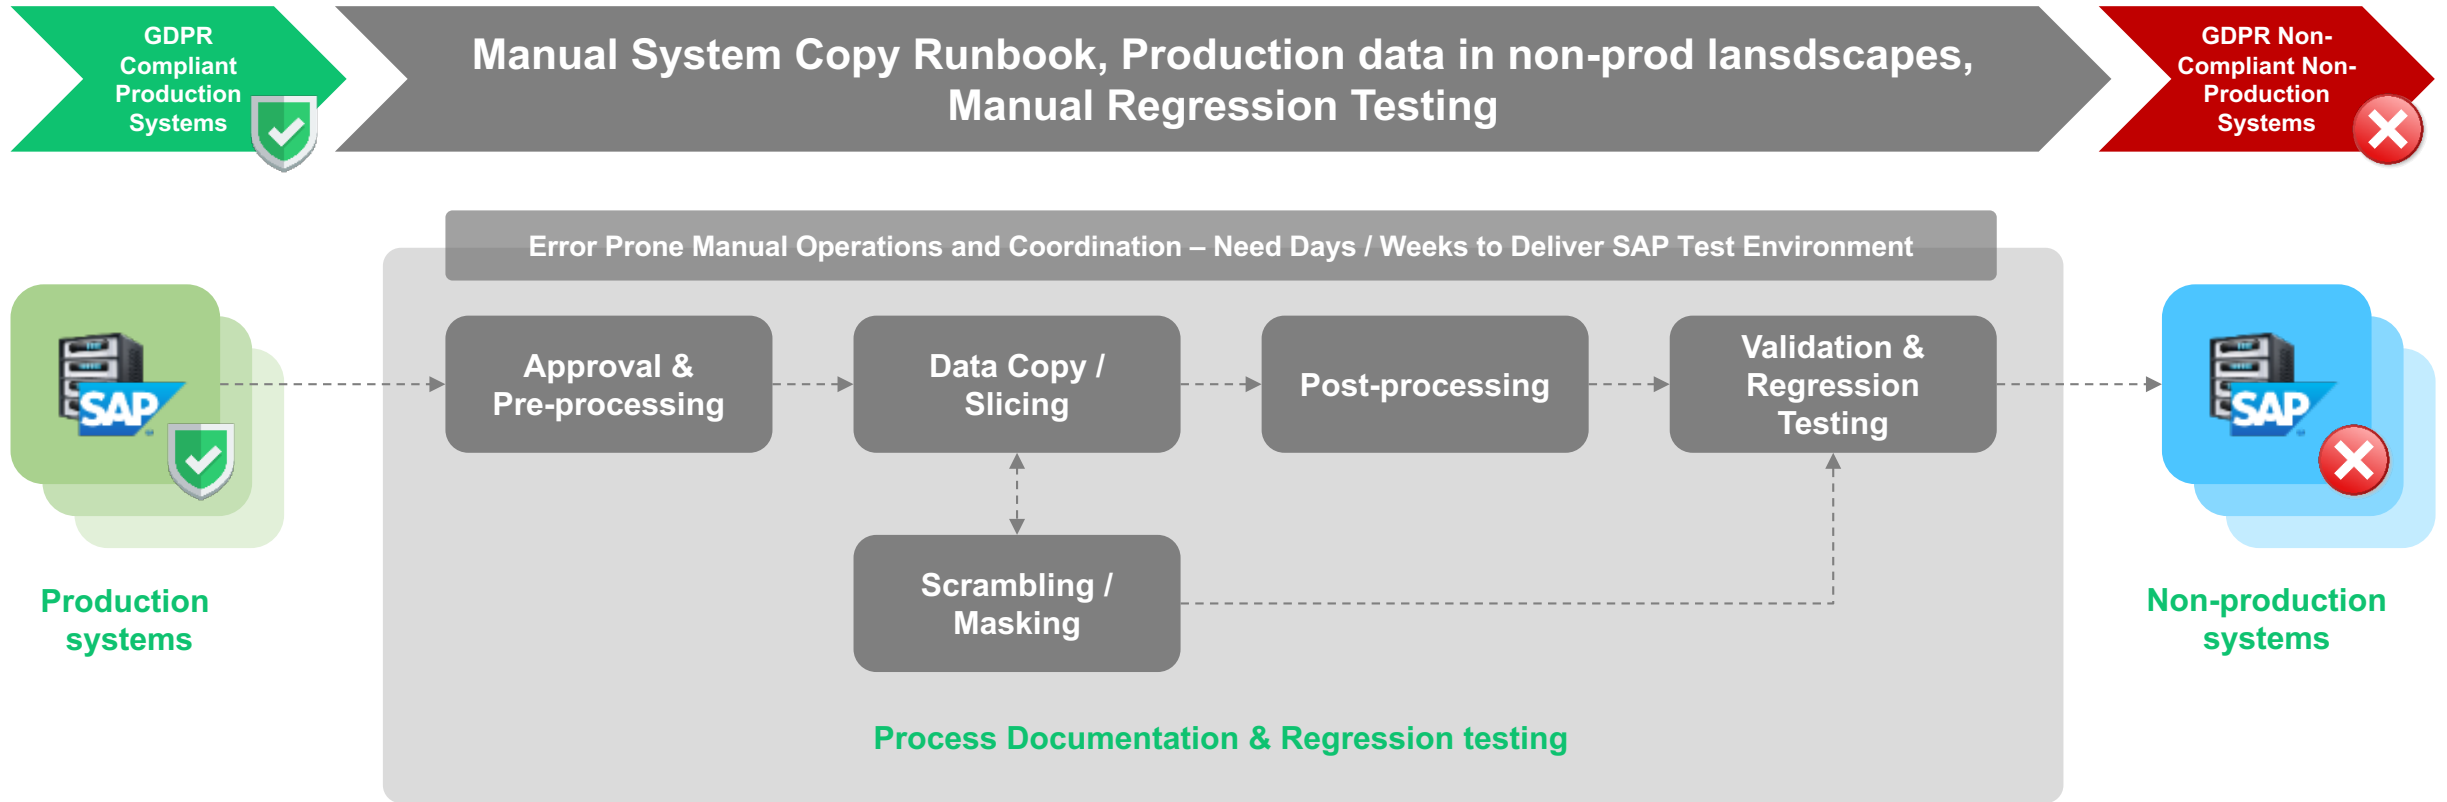 GDPR
Compliant
Production
Systems
Manual System Copy Runbook, Production data in non-prod lansdscapes,
Manual Regression Testing
GDPR Non-
Compliant Non-
Production
Systems
Error Prone Manual Operations and Coordination – Need Days / Weeks to Deliver SAP Test Environment
SAP
Approval &
Pre-processing
Data Copy /
Slicing
Post-processing
Validation &
Regression
Testing
SAP
Scrambling /
Masking
Production
systems
Non-production
systems
Process Documentation & Regression testing